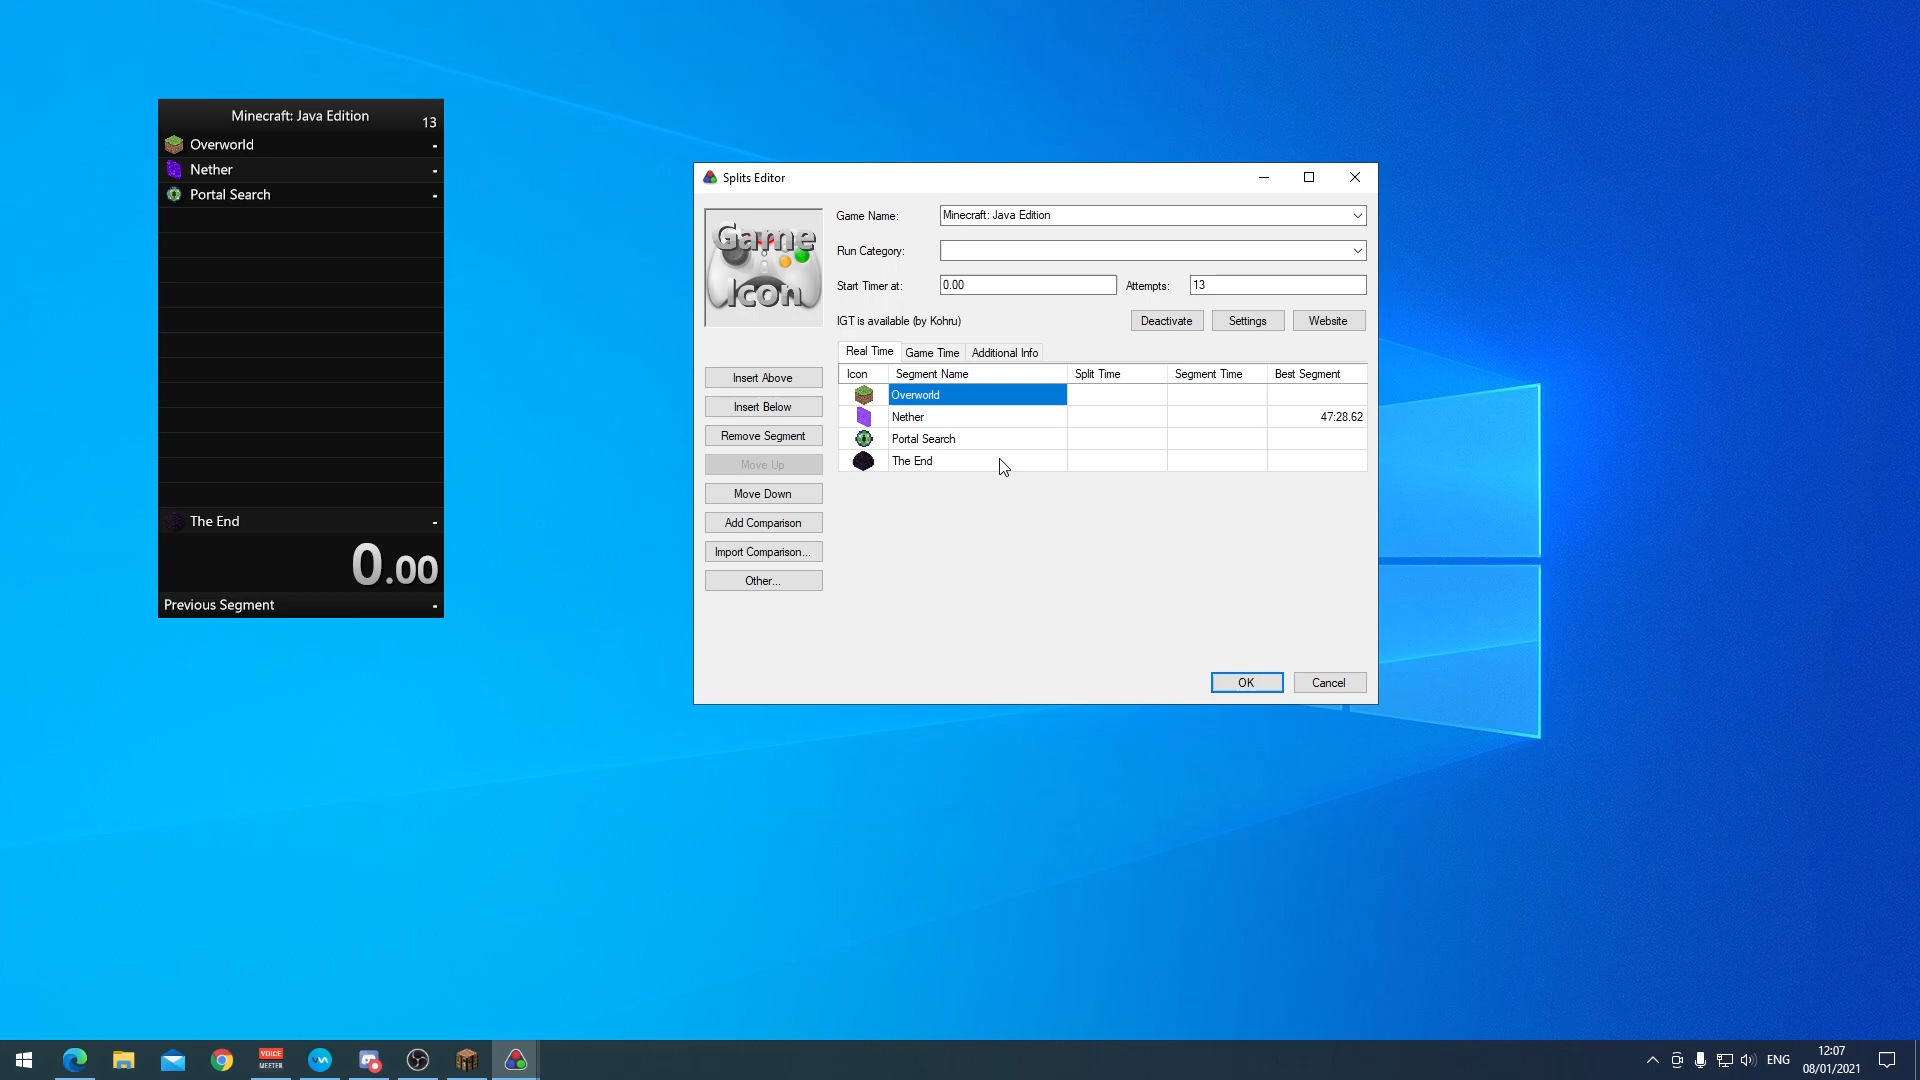 Minecraft: Java Edition
13
Overworld -
Nether -
Portal Search -
The End -
0.00
Previous Segment -
Splits Editor
Game Icon
Game Name: Minecraft: Java Edition
Run Category:
Start Timer at: 0.00 Attempts: 13
IGT is available (by Kohru) Deactivate Settings Website
Real Time Game Time Additional Info
Icon Segment Name Split Time Segment Time Best Segment
Overworld
Nether 47:28.62
Portal Search
The End
Insert Above
Insert Below
Remove Segment
Move Up
Move Down
Add Comparison
Import Comparison...
Other...
OK Cancel
VOICE
MEETER
ENG
12:07
08/01/2021